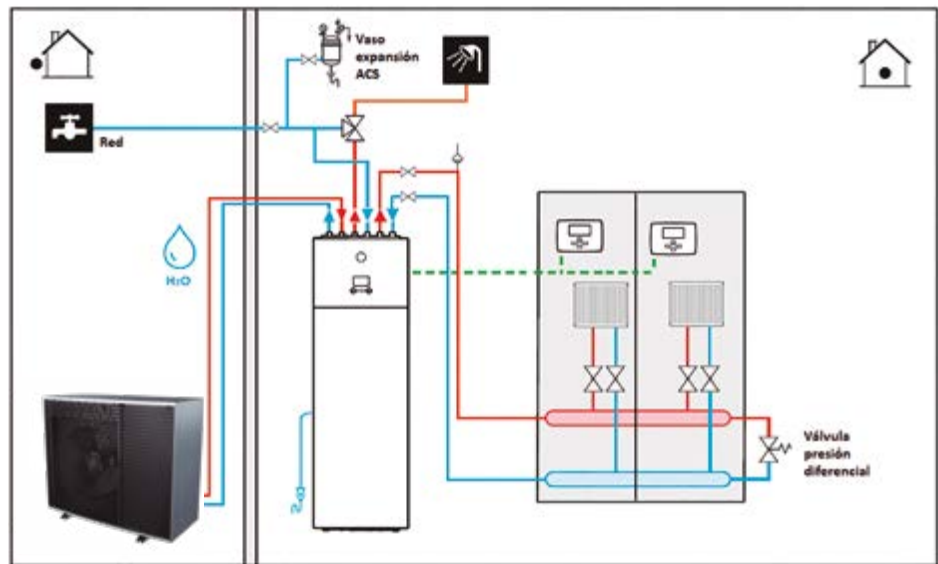 Vaso
expansión
ACS
Red
H₂O
Válvula
presión
diferencial